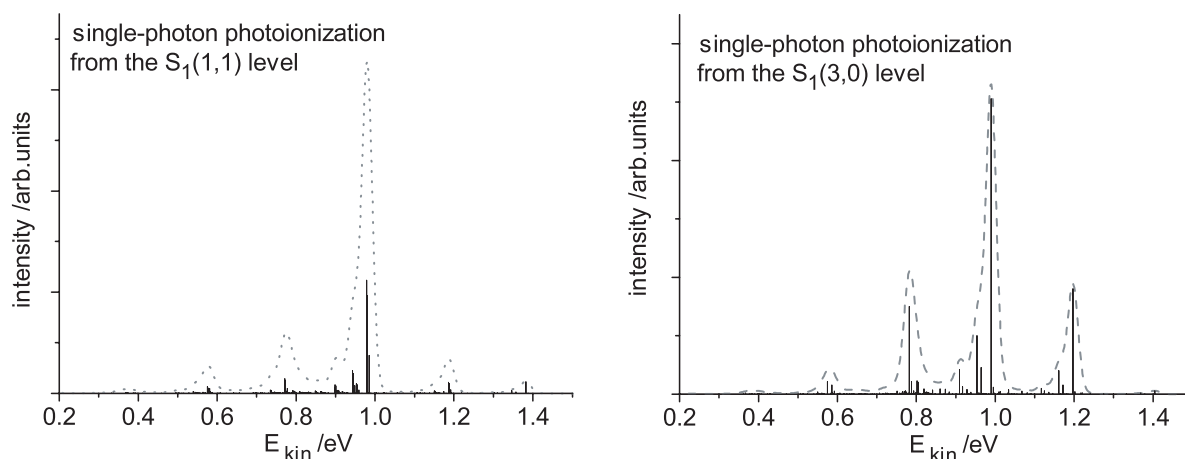 single-photon photoionization
from the S1(1,1) level
intensity /arb.units
0.2 0.4 0.6 0.8 1.0 1.2 1.4
E kin /eV
single-photon photoionization
from the S1(3,0) level
intensity /arb.units
0.2 0.4 0.6 0.8 1.0 1.2 1.4
E kin /eV